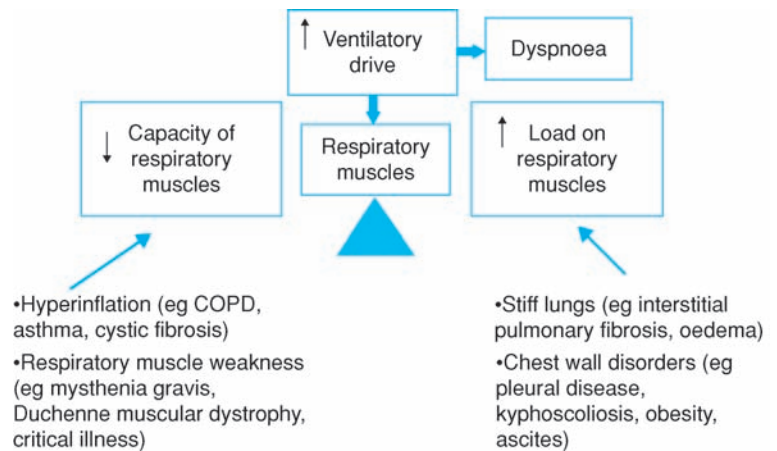 ↑ Ventilatory
drive
Dyspnoea
↓ Capacity of
respiratory
muscles
Respiratory
muscles
↑ Load on
respiratory
muscles
•Hyperinflation (eg COPD,
asthma, cystic fibrosis)
•Respiratory muscle weakness
(eg mysthenia gravis,
Duchenne muscular dystrophy,
critical illness)
•Stiff lungs (eg interstitial
pulmonary fibrosis, oedema)
•Chest wall disorders (eg
pleural disease,
kyphoscoliosis, obesity,
ascites)